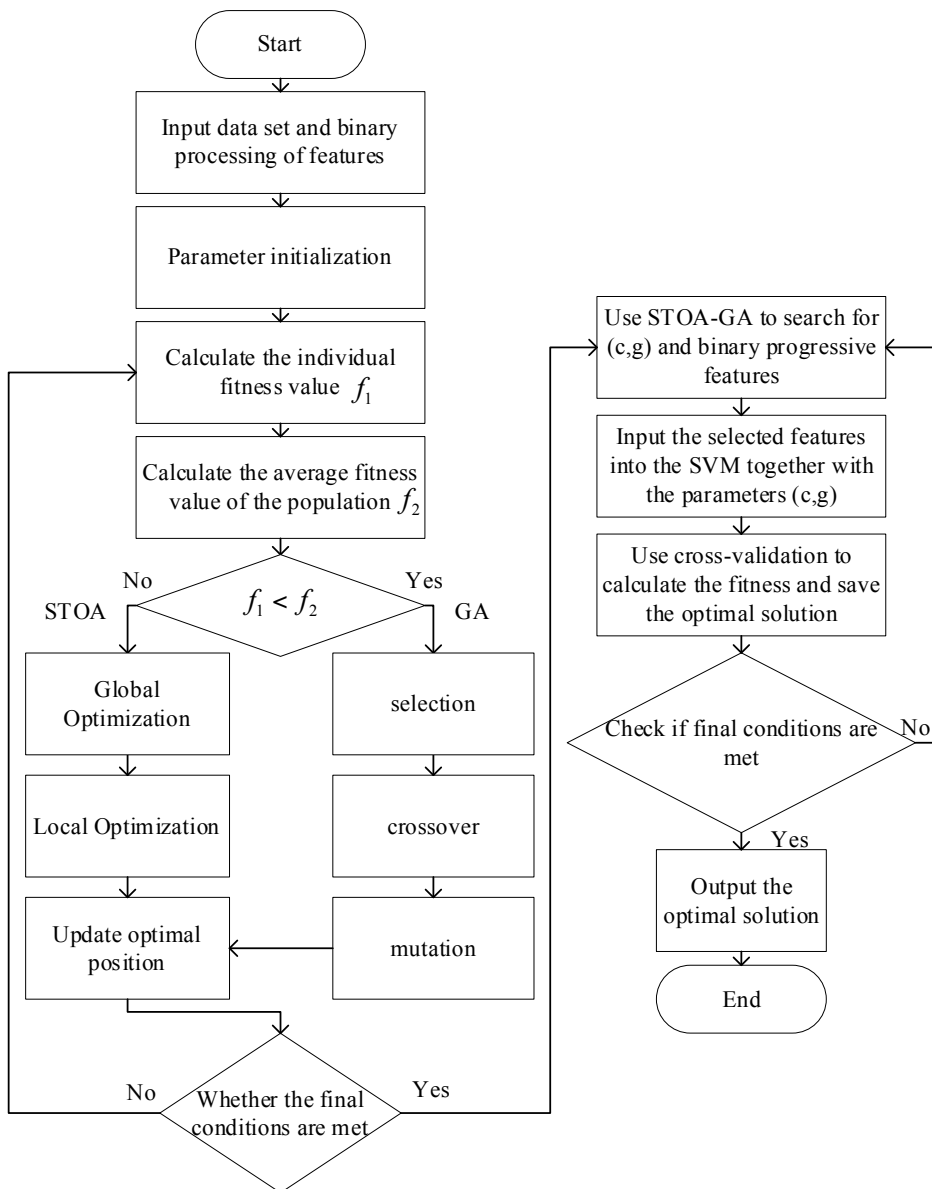 Start
Input data set and binary
processing of features
Parameter initialization
Calculate the individual
fitness value f₁
Calculate the average fitness
value of the population f₂
No
Yes
f₁ < f₂
STOA
GA
Global
Optimization
selection
Local Optimization
crossover
Update optimal
position
mutation
No
Yes
Whether the final
conditions are met
Use STOA-GA to search for
(c,g) and binary progressive
features
Input the selected features
into the SVM together with
the parameters (c,g)
Use cross-validation to
calculate the fitness and save
the optimal solution
Check if final conditions are
met
No
Yes
Output the
optimal solution
End